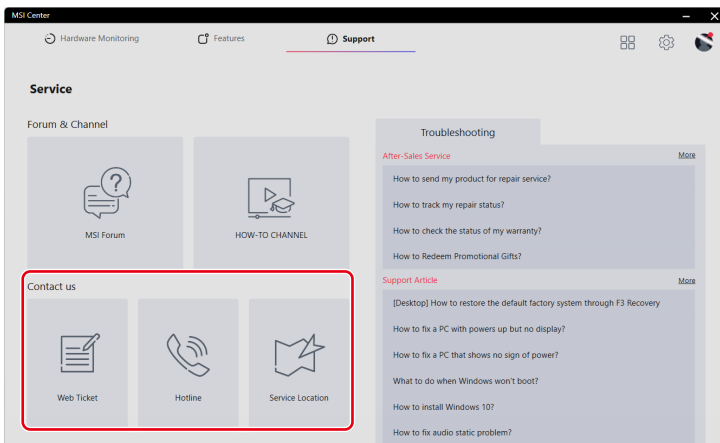 MSI Center
Hardware Monitoring
Features
Support
Service
Forum & Channel
MSI Forum
HOW-TO CHANNEL
Contact us
Web Ticket
Hotline
Service Location
Troubleshooting
After-Sales Service
More
How to send my product for repair service?
How to track my repair status?
How to check the status of my warranty?
How to Redeem Promotional Gifts?
Support Article
More
[Desktop] How to restore the default factory system through F3 Recovery
How to fix a PC with powers up but no display?
How to fix a PC that shows no sign of power?
What to do when Windows won't boot?
How to install Windows 10?
How to fix audio static problem?